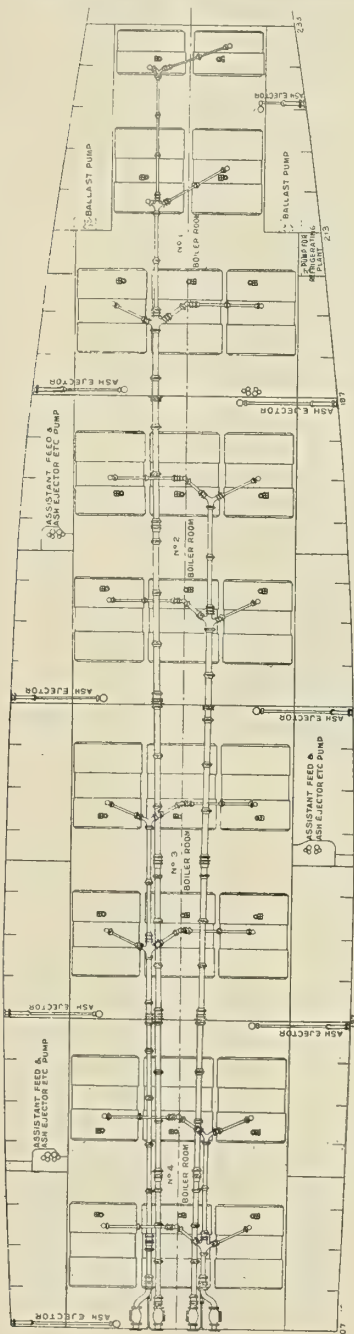 233
ASH EJECTOR
BALLAST PUMP
BALLAST PUMP
Nº 1
BOILER ROOM
213
PUMP FOR
REFRIGERATING
PLANT
ASH EJECTOR
ASH EJECTOR
187
ASSISTANT FEED &
ASH EJECTOR ETC PUMP
Nº 2
BOILER ROOM
ASH EJECTOR
ASH EJECTOR
ASSISTANT FEED &
ASH EJECTOR ETC PUMP
Nº 3
BOILER ROOM
ASH EJECTOR
ASH EJECTOR
ASSISTANT FEED &
ASH EJECTOR ETC PUMP
Nº 4
BOILER ROOM
ASH EJECTOR